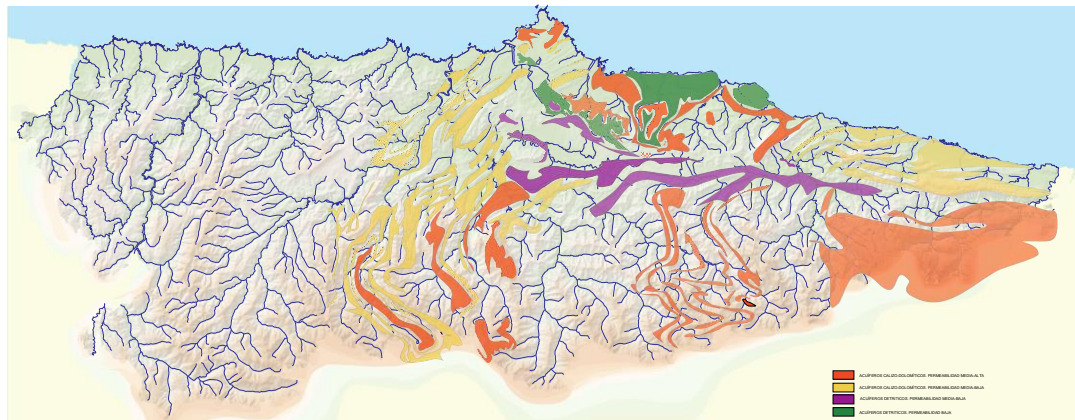 ACUÍFEROS CALIZO-DOLOMÍTICOS. PERMEABILIDAD MEDIA-ALTA
ACUÍFEROS CALIZO-DOLOMÍTICOS. PERMEABILIDAD MEDIA-BAJA
ACUÍFEROS DETRÍTICOS. PERMEABILIDAD MEDIA-BAJA
ACUÍFEROS DETRÍTICOS. PERMEABILIDAD BAJA